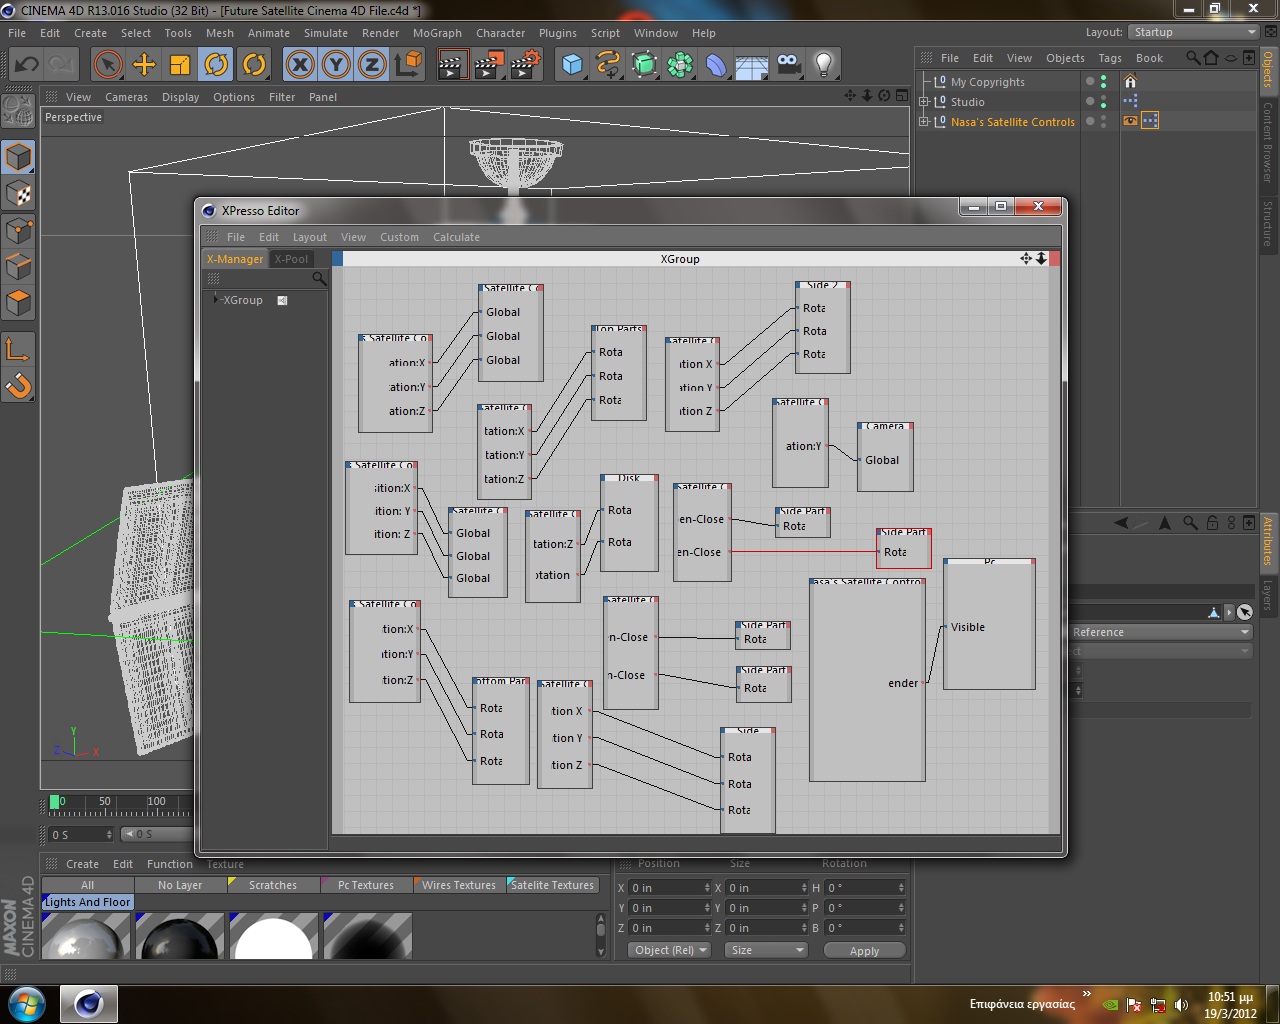 CINEMA 4D R13.016 Studio (32 Bit) - [Future Satellite Cinema 4D File.c4d *]
File Edit Create Select Tools Mesh Animate Simulate Render MoGraph Character Plugins Script Window Help
Layout: Startup
View Cameras Display Options Filter Panel
Perspective
File Edit View Objects Tags Book
My Copyrights
Studio
Nasa's Satellite Controls
Objects
Content Browser
Structure
XPresso Editor
File Edit Layout View Custom Calculate
X-Manager X-Pool
XGroup
XGroup
s Satellite Co
ation:X
ation:Y
ation:Z
Satellite Co
Global
Global
Global
Satellite C
tation:X
tation:Y
tation:Z
Top Parts
Rota
Rota
Rota
Satellite C
ation X
ation Y
ation Z
Side 2
Rota
Rota
Rota
Satellite C
ation:Y
Camera
Global
s Satellite Co
sition:X
sition: Y
sition: Z
Satellite C
Global
Global
Global
Satellite C
tation:Z
otation
Disk
Rota
Rota
Satellite C
en-Close
en-Close
Side Part
Rota
Side Part
Rota
Satellite Co
ation:X
ation:Y
ation:Z
ottom Par
Rota
Rota
Rota
Satellite C
ation X
tion Y
tion Z
Satellite C
n-Close
n-Close
Side Part
Rota
Side Part
Rota
Side
Rota
Rota
Rota
asa's Satellite Contro
ender
Pc
Visible
Attributes
Layers
Reference
Y
Z X
0 50 100
0 S
0 S
Create Edit Function Texture
All No Layer Scratches Pc Textures Wires Textures Satelite Textures
Lights And Floor
Position Size Rotation
X 0 in X 0 in H 0 °
Y 0 in Y 0 in P 0 °
Z 0 in Z 0 in B 0 °
Object (Rel) Size Apply
MAXON
CINEMA 4D
Επιφάνεια εργασίας »
10:51 μμ
19/3/2012